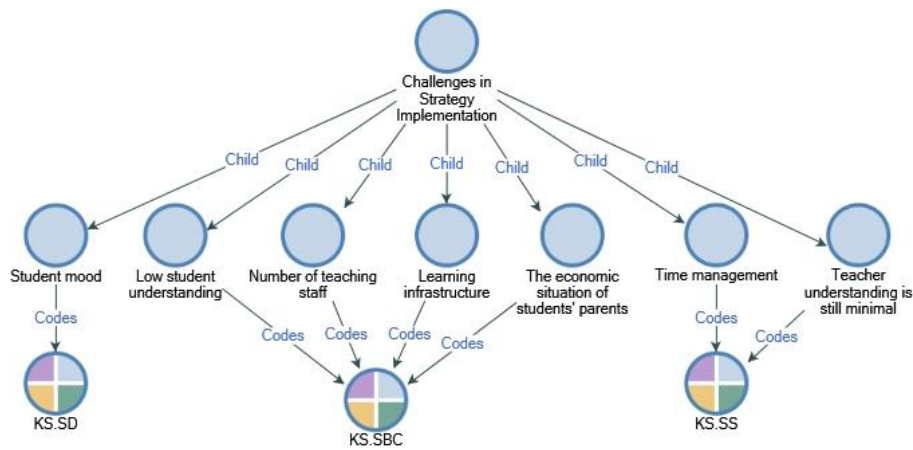 Challenges in
Strategy
Implementation
Child
Child
Child
Child
Child
Child
Child
Student mood
Low student
understanding
Number of teaching
staff
Learning
infrastructure
The economic
situation of
students' parents
Time management
Teacher
understanding is
still minimal
Codes
Codes
Codes
Codes
Codes
Codes
Codes
KS.SD
KS.SBC
KS.SS